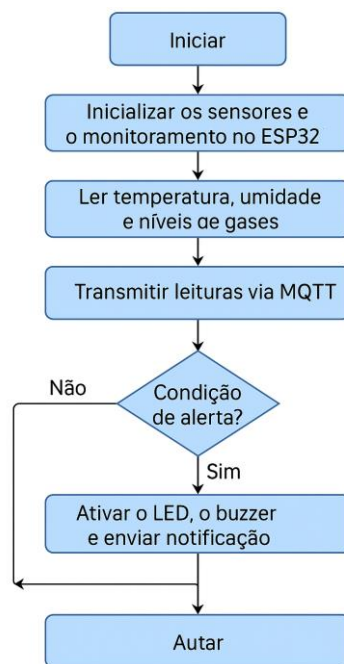 Iniciar
Inicializar os sensores e
o monitoramento no ESP32
Ler temperatura, umidade
e níveis ɑe gases
Transmitir leituras via MQTT
Não
Condição
de alerta?
Sim
Ativar o LED, o buzzer
e enviar notificação
Autar